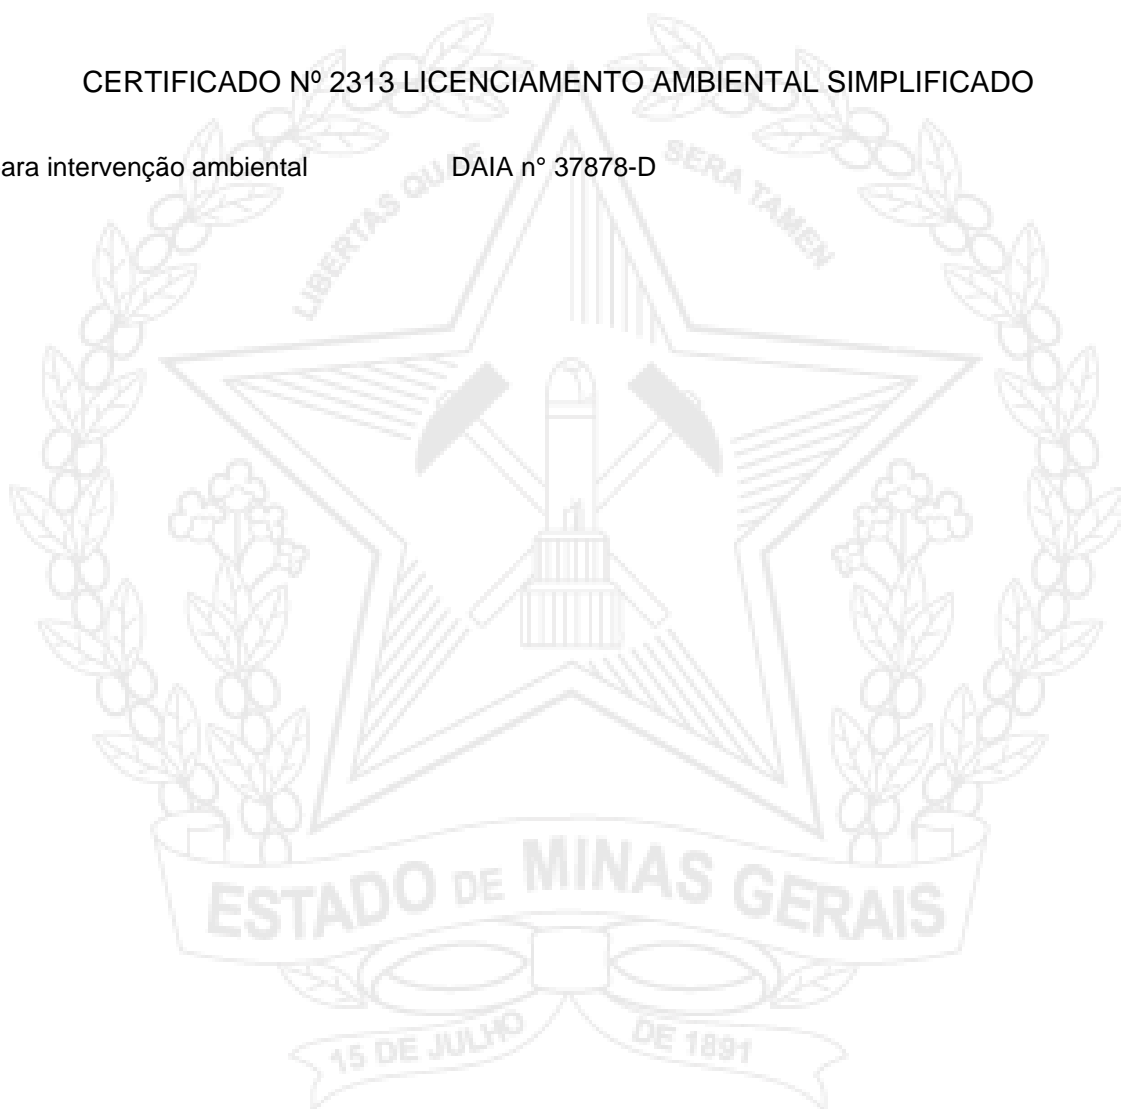 CERTIFICADO Nº 2313 LICENCIAMENTO AMBIENTAL SIMPLIFICADO
ara intervenção ambiental DAIA n° 37878-D
LIBERTAS QUAE SERA TAMEN
ESTADO DE MINAS GERAIS
15 DE JULHO DE 1891